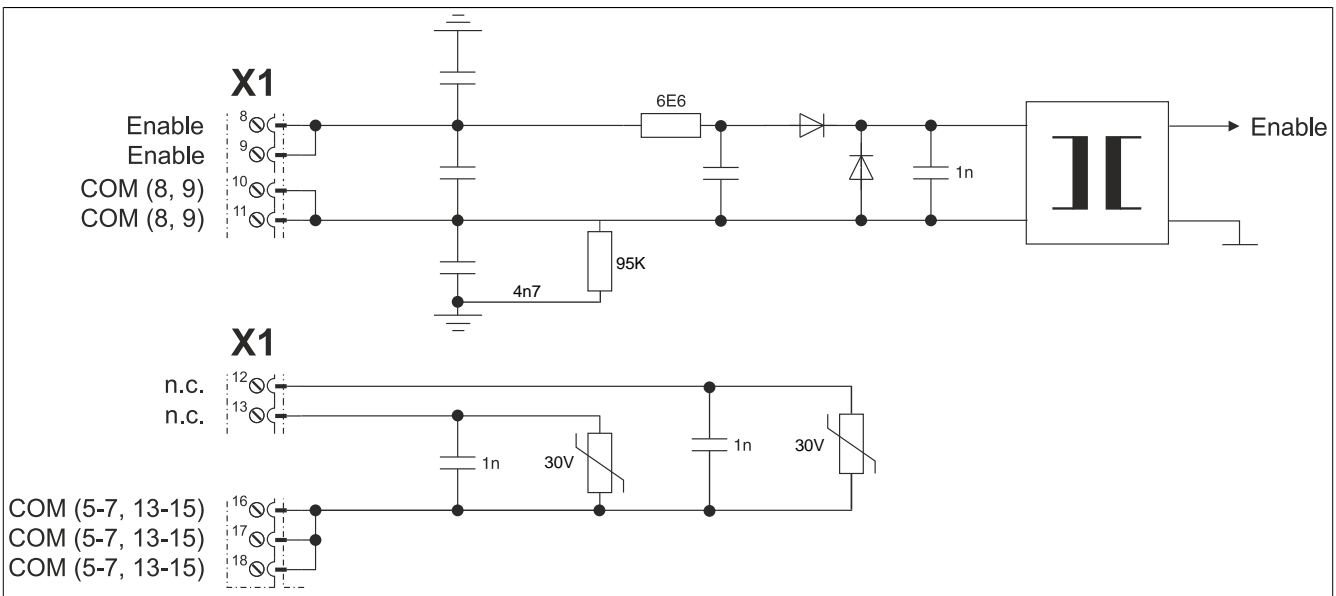 X1
6E6
8
Enable
Enable
9
Enable
10
COM (8, 9)
1n
11
COM (8, 9)
95K
4n7
X1
12
n.c.
13
n.c.
1n
30V
1n
30V
16
COM (5-7, 13-15)
17
COM (5-7, 13-15)
18
COM (5-7, 13-15)